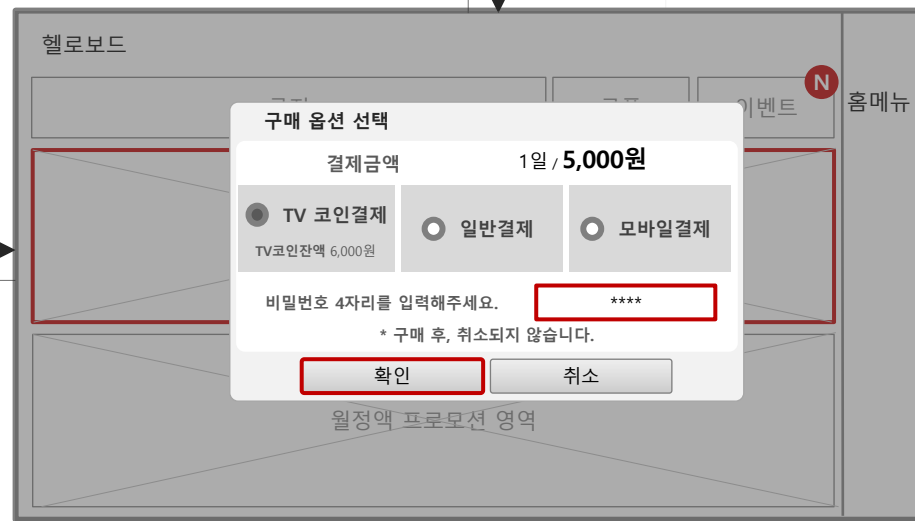 헬로보드
이벤트
N
홈메뉴
구매 옵션 선택
결제금액 1일 / 5,000원
TV 코인결제
TV코인잔액 6,000원
일반결제
모바일결제
비밀번호 4자리를 입력해주세요. ****
* 구매 후, 취소되지 않습니다.
확인 취소
월정액 프로모션 영역